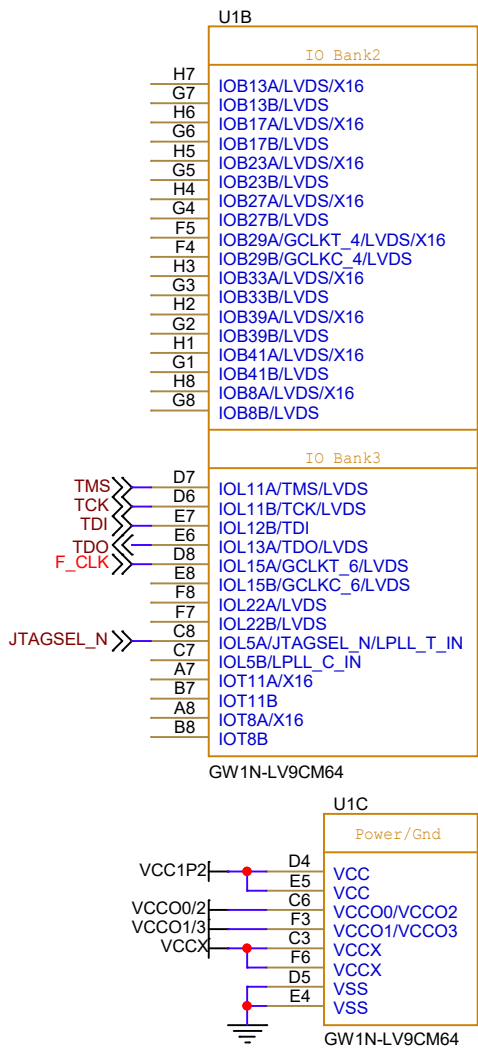 U1B
IO Bank2
H7 IOB13A/LVDS/X16
G7 IOB13B/LVDS
H6 IOB17A/LVDS/X16
G6 IOB17B/LVDS
H5 IOB23A/LVDS/X16
G5 IOB23B/LVDS
H4 IOB27A/LVDS/X16
G4 IOB27B/LVDS
F5 IOB29A/GCLKT_4/LVDS/X16
F4 IOB29B/GCLKC_4/LVDS
H3 IOB33A/LVDS/X16
G3 IOB33B/LVDS
H2 IOB39A/LVDS/X16
G2 IOB39B/LVDS
H1 IOB41A/LVDS/X16
G1 IOB41B/LVDS
H8 IOB8A/LVDS/X16
G8 IOB8B/LVDS
IO Bank3
TMS D7 IOL11A/TMS/LVDS
TCK D6 IOL11B/TCK/LVDS
TDI E7 IOL12B/TDI
TDO E6 IOL13A/TDO/LVDS
F_CLK D8 IOL15A/GCLKT_6/LVDS
E8 IOL15B/GCLKC_6/LVDS
F8 IOL22A/LVDS
F7 IOL22B/LVDS
JTAGSEL_N C8 IOL5A/JTAGSEL_N/LPLL_T_IN
C7 IOL5B/LPLL_C_IN
A7 IOT11A/X16
B7 IOT11B
A8 IOT8A/X16
B8 IOT8B
GW1N-LV9CM64
U1C
Power/Gnd
VCC1P2 D4 VCC
E5 VCC
VCCO0/2 C6 VCCO0/VCCO2
VCCO1/3 F3 VCCO1/VCCO3
VCCX C3 VCCX
F6 VCCX
D5 VSS
E4 VSS
GW1N-LV9CM64